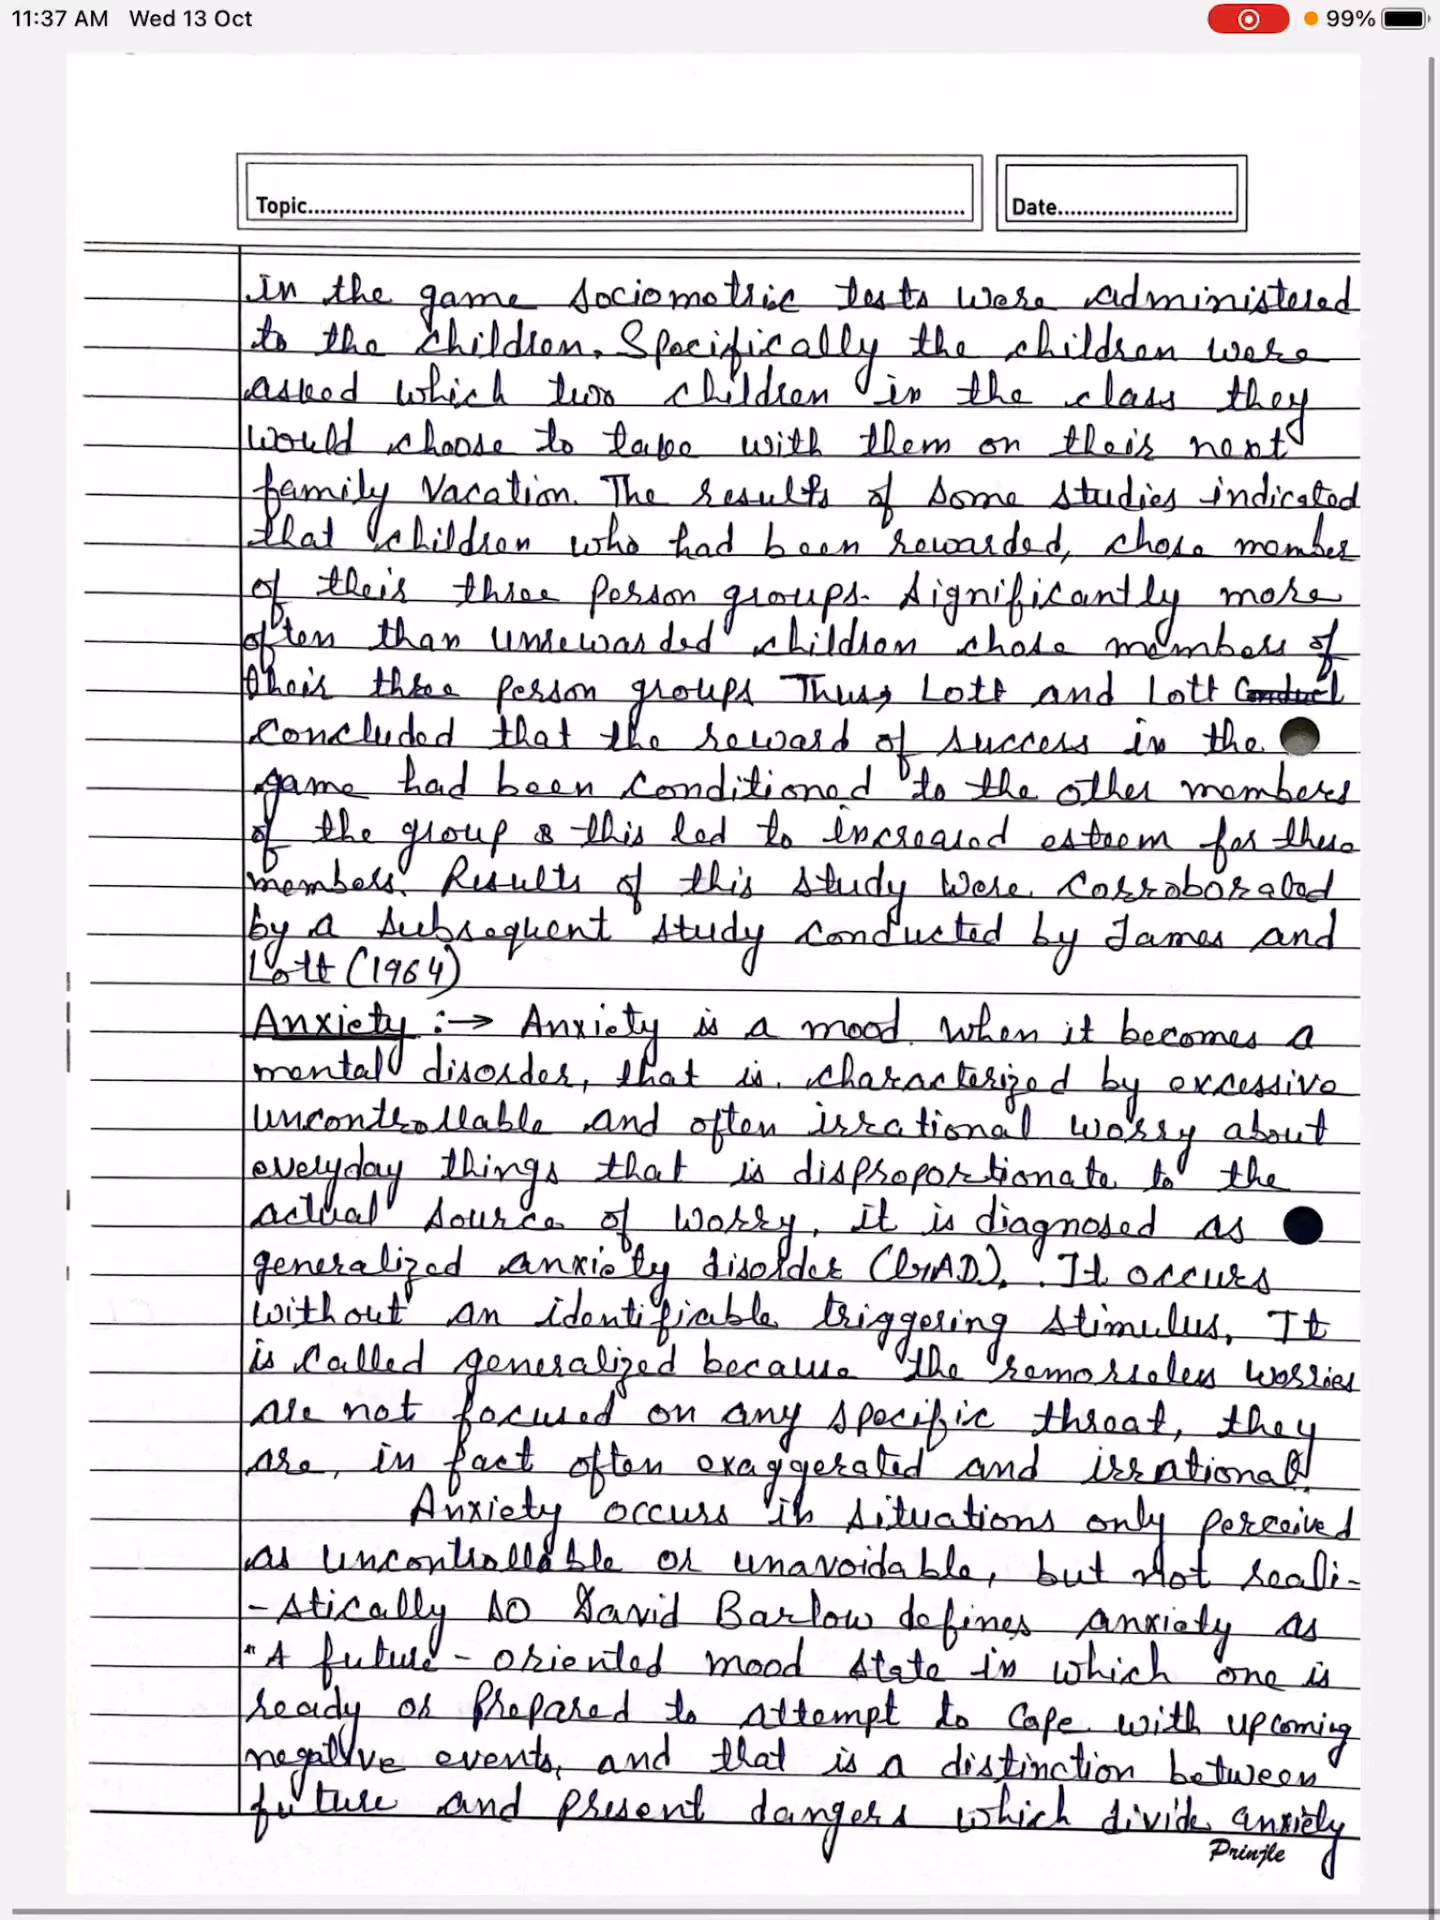 11:37 AM Wed 13 Oct
99%
Topic
Date
In the game sociometric tests were administered
to the children. Specifically the children were
asked which two children in the class they
would choose to take with them on their next
family vacation. The results of some studies indicated
that children who had been rewarded, chose member
of their three person groups. significantly more
often than unrewarded children chose members of
their three person groups Thus, Lott and Lott
concluded that the reward of success in the
game had been conditioned to the other members
of the group & this led to increased esteem for these
members. Results of this study were corroborated
by a subsequent study conducted by James and
Lott (1964)
Anxiety :→ Anxiety is a mood. when it becomes a
mental disorder, that is. characterized by excessive
uncontrollable and often irrational worry about
everyday things that is disproportionate to the
actual source of worry, it is diagnosed as
generalized anxiety disorder (GAD). It occurs
without an identifiable triggering stimulus, It
is called generalized because the remorseless worries
are not focused on any specific threat, they
are, in fact often exaggerated and irrational.
Anxiety occurs in situations only perceived
as uncontrollable or unavoidable, but not reali-
-stically so David Barlow defines anxiety as
"A future - oriented mood state in which one is
ready or prepared to attempt to cope with upcoming
negative events, and that is a distinction between
future and present dangers which divide anxiety
Prinjle